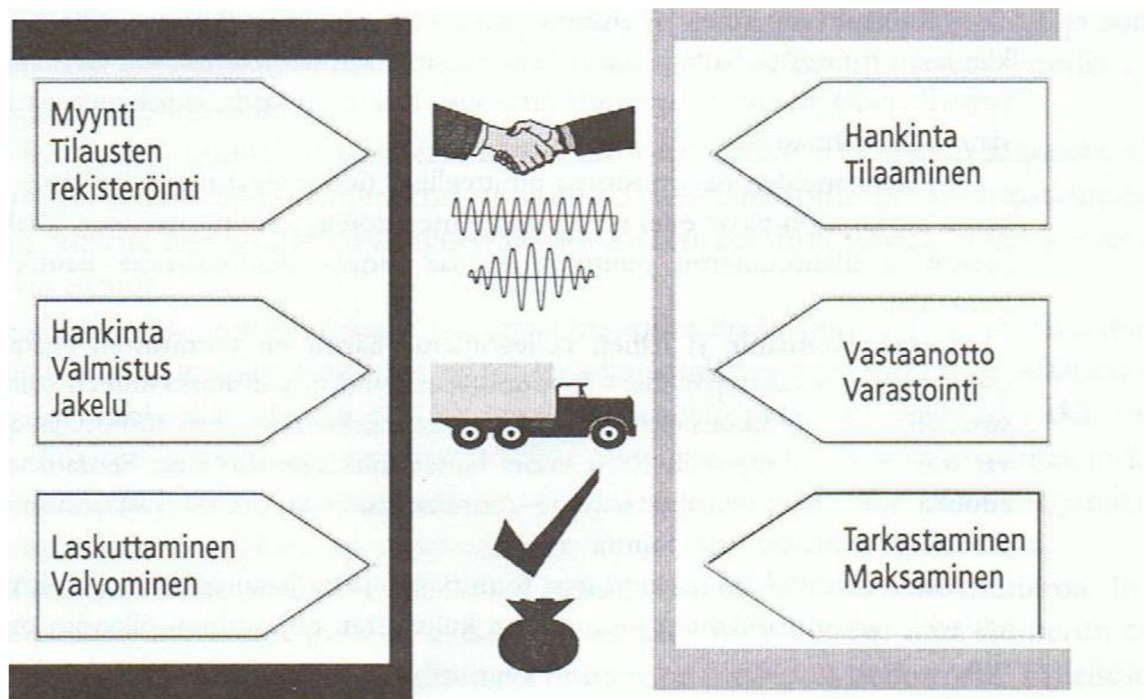 Myynti
Tilausten
rekisteröinti
Hankinta
Tilaaminen
Hankinta
Valmistus
Jakelu
Vastaanotto
Varastointi
Laskuttaminen
Valvominen
Tarkastaminen
Maksaminen